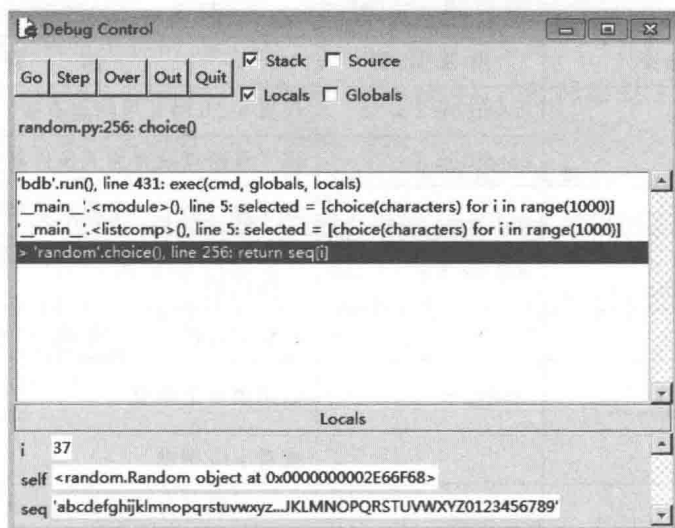 Debug Control
Go Step Over Out Quit Stack Source
Locals Globals
random.py:256: choice()
'bdb'.run(), line 431: exec(cmd, globals, locals)
'__main__'.<module>(), line 5: selected = [choice(characters) for i in range(1000)]
'__main__'.<listcomp>(), line 5: selected = [choice(characters) for i in range(1000)]
> 'random'.choice(), line 256: return seq[i]
Locals
i 37
self <random.Random object at 0x0000000002E66F68>
seq 'abcdefghijklmnopqrstuvwxyz...JKLMNOPQRSTUVWXYZ0123456789'